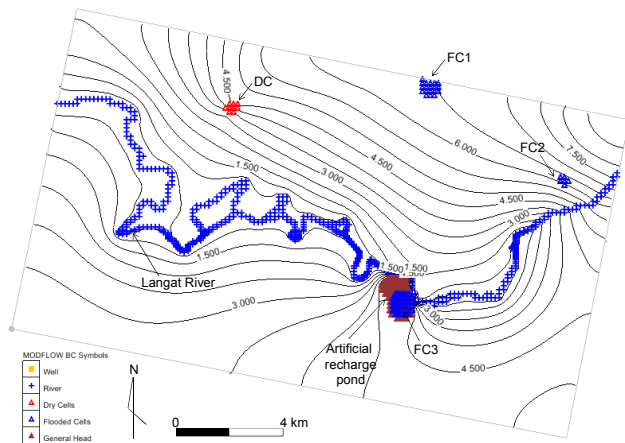 FC1
4.500
DC
6.000
FC2
7.500
1.500
4.500
3.000
4.500
3.000
Langat River
1.500
1.500
1.500
1.500
3.000
3.000
Artificial
recharge
pond
FC3
4.500
MODFLOW BC Symbols
Well
River
Dry Cells
Flooded Cells
General Head
N
0
4 km